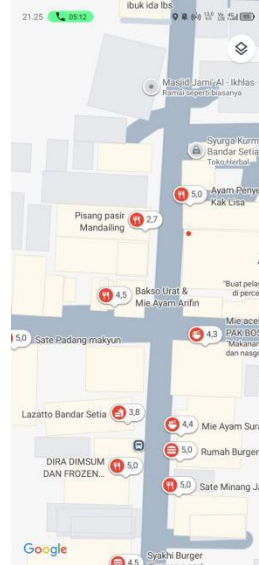 ibuk ida lbs
21.25
05:12
Masjid Jami' Al - Ikhlas
Ramai seperti biasanya
Syurga Kurm
Bandar Setia
Toko Herbal
5,0
Ayam Penye
Kak Lisa
Pisang pasir
Mandailing
2,7
"Buat pelay
di perce
4,5
Bakso Urat &
Mie Ayam Arifin
Mie acel
PAK BOS
"Makanan
dan nasgo
4,3
5,0
Sate Padang makyun
Lazatto Bandar Setia
3,8
4,4
Mie Ayam Sura
5,0
Rumah Burger
DIRA DIMSUM
AND FROZEN...
5,0
5,0
Sate Minang Ja
Google
4,5
Syakhi Burger